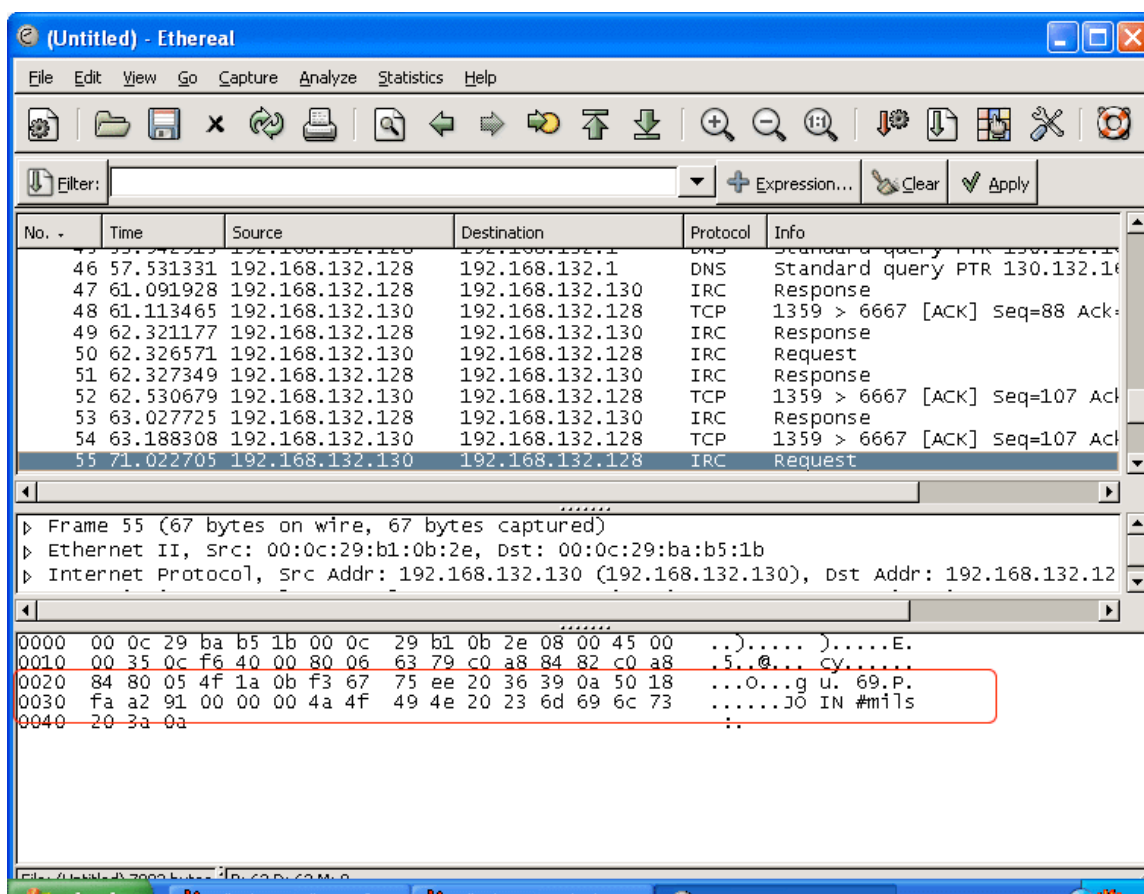 (Untitled) - Ethereal
File Edit View Go Capture Analyze Statistics Help
Filter: Expression... Clear Apply
No. Time Source Destination Protocol Info
46 57.531331 192.168.132.128 192.168.132.1 DNS Standard query PTR 130.132.16
47 61.091928 192.168.132.128 192.168.132.130 IRC Response
48 61.113465 192.168.132.130 192.168.132.128 TCP 1359 > 6667 [ACK] Seq=88 Ack=
49 62.321177 192.168.132.128 192.168.132.130 IRC Response
50 62.326571 192.168.132.130 192.168.132.128 IRC Request
51 62.327349 192.168.132.128 192.168.132.130 IRC Response
52 62.530679 192.168.132.130 192.168.132.128 TCP 1359 > 6667 [ACK] Seq=107 Ack
53 63.027725 192.168.132.128 192.168.132.130 IRC Response
54 63.188308 192.168.132.130 192.168.132.128 TCP 1359 > 6667 [ACK] Seq=107 Ack
55 71.022705 192.168.132.130 192.168.132.128 IRC Request
Frame 55 (67 bytes on wire, 67 bytes captured)
Ethernet II, Src: 00:0c:29:b1:0b:2e, Dst: 00:0c:29:ba:b5:1b
Internet Protocol, Src Addr: 192.168.132.130 (192.168.132.130), Dst Addr: 192.168.132.12
0000 00 0c 29 ba b5 1b 00 0c 29 b1 0b 2e 08 00 45 00 ..)..... ).....E.
0010 00 35 0c f6 40 00 80 06 63 79 c0 a8 84 82 c0 a8 .5..@... cy......
0020 84 80 05 4f 1a 0b f3 67 75 ee 20 36 39 0a 50 18 ...O...g u. 69.P.
0030 fa a2 91 00 00 00 4a 4f 49 4e 20 23 6d 69 6c 73 ......JO IN #mils
0040 20 3a 0a :.